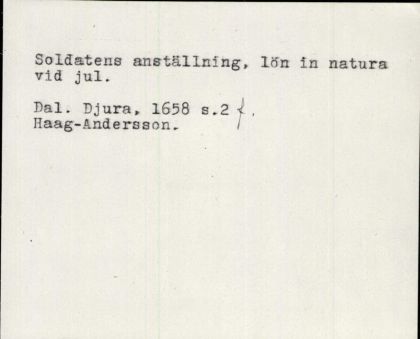 Soldatens anställning, lön in natura
vid jul.
Dal. Djura, 1658 s.2 f.
Haag-Andersson.